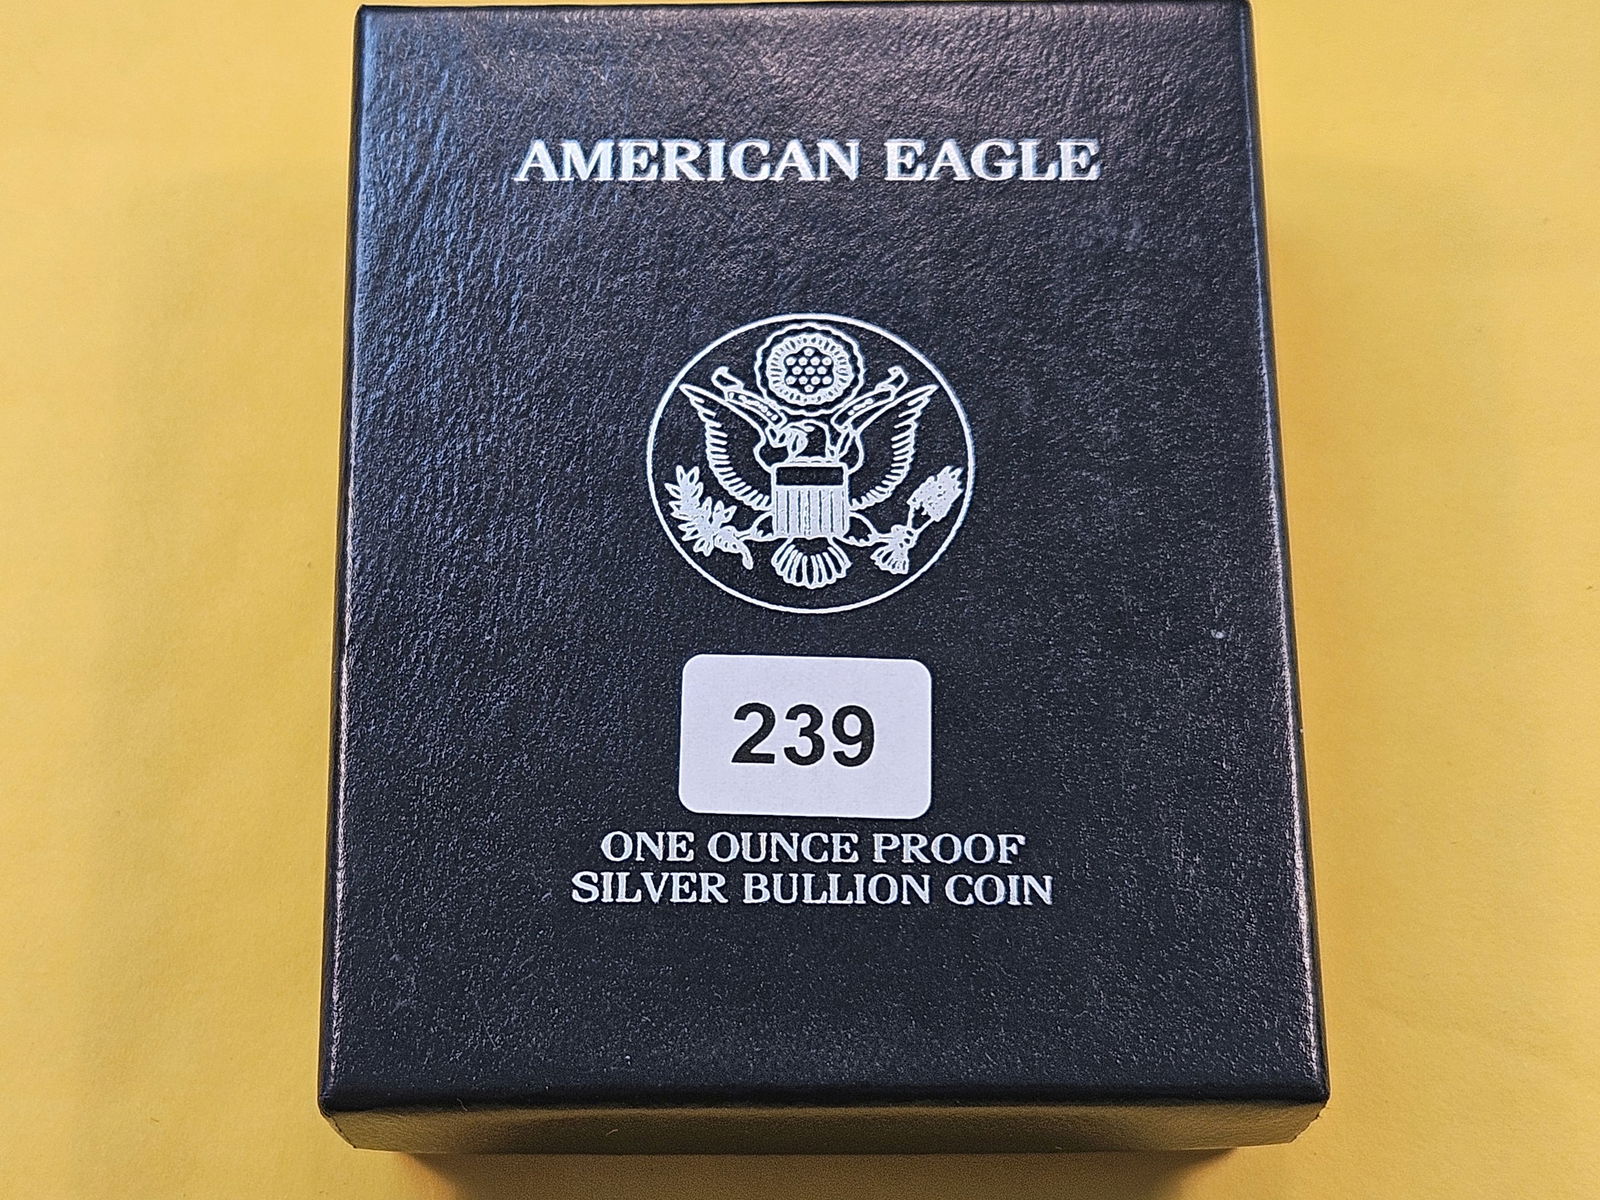 AMERICAN EAGLE
239
ONE OUNCE PROOF
SILVER BULLION COIN